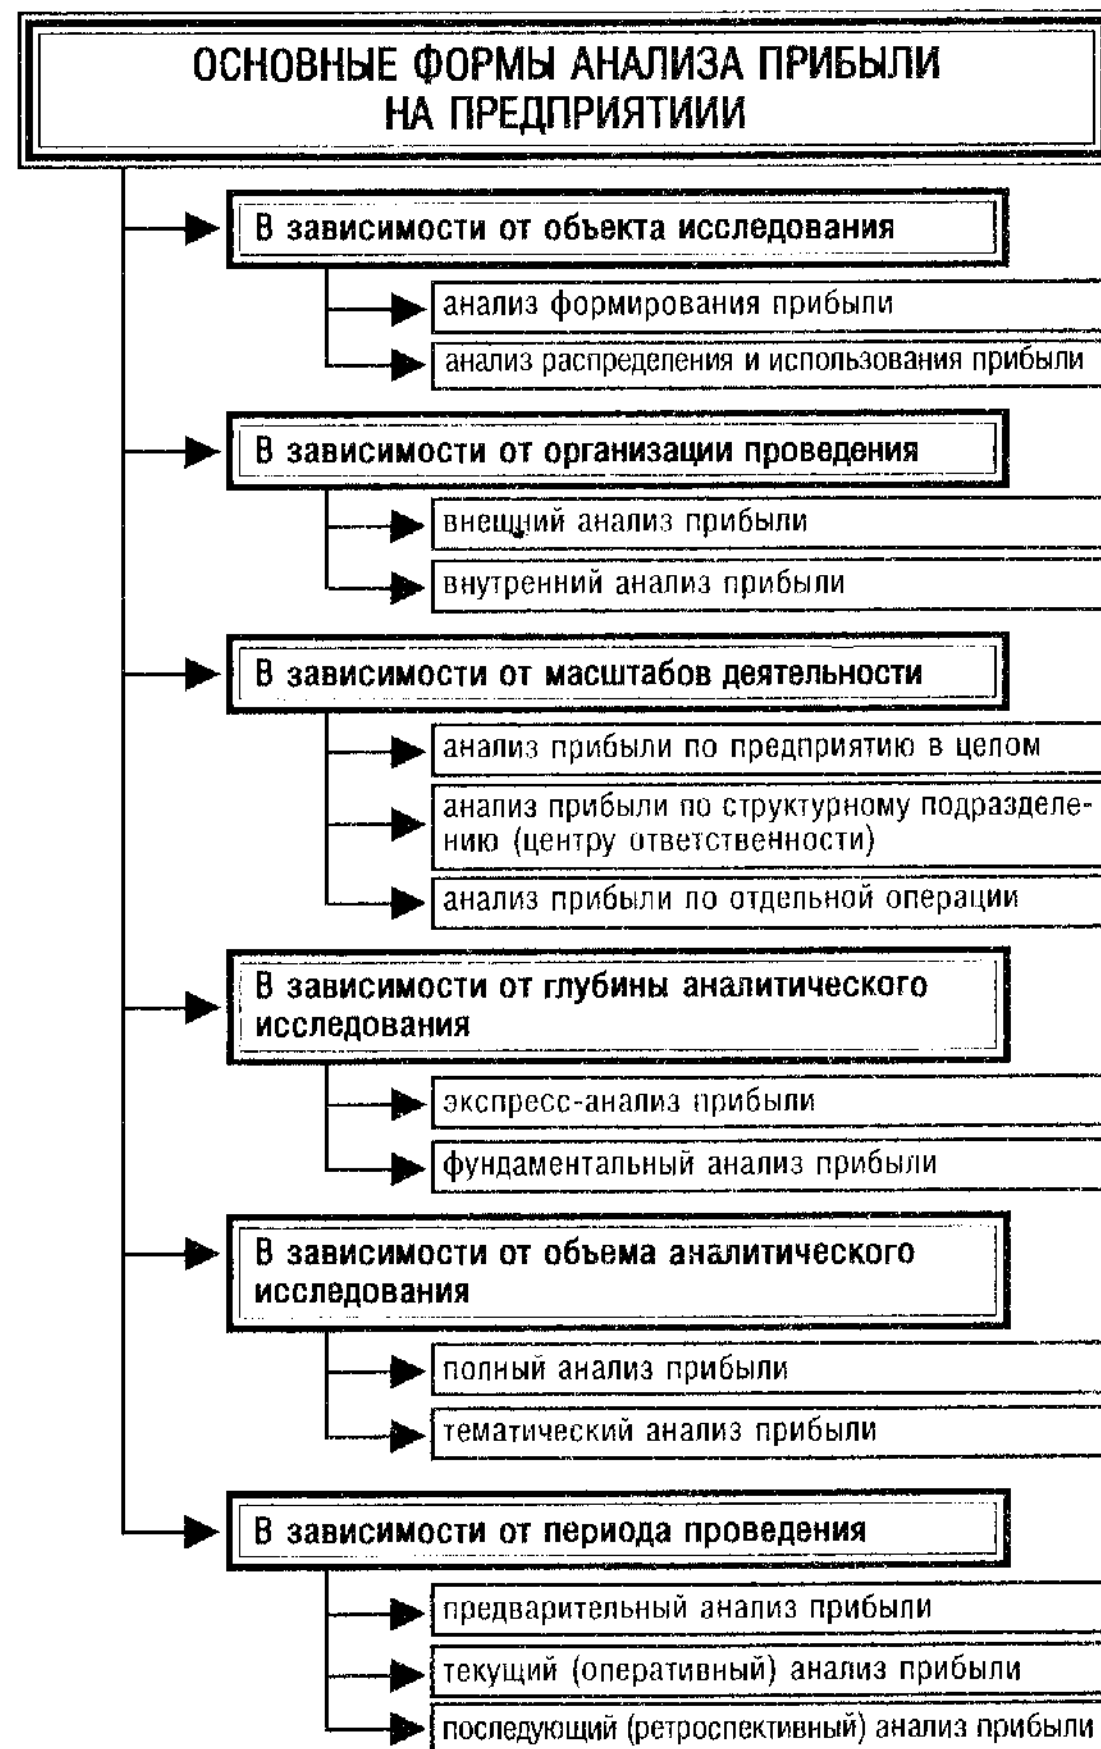 ОСНОВНЫЕ ФОРМЫ АНАЛИЗА ПРИБЫЛИ
НА ПРЕДПРИЯТИИИ
В зависимости от объекта исследования
анализ формирования прибыли
анализ распределения и использования прибыли
В зависимости от организации проведения
внешний анализ прибыли
внутренний анализ прибыли
В зависимости от масштабов деятельности
анализ прибыли по предприятию в целом
анализ прибыли по структурному подразделе-
нию (центру ответственности)
анализ прибыли по отдельной операции
В зависимости от глубины аналитического
исследования
экспресс-анализ прибыли
фундаментальный анализ прибыли
В зависимости от объема аналитического
исследования
полный анализ прибыли
тематический анализ прибыли
В зависимости от периода проведения
предварительный анализ прибыли
текущий (оперативный) анализ прибыли
последующий (ретроспективный) анализ прибыли